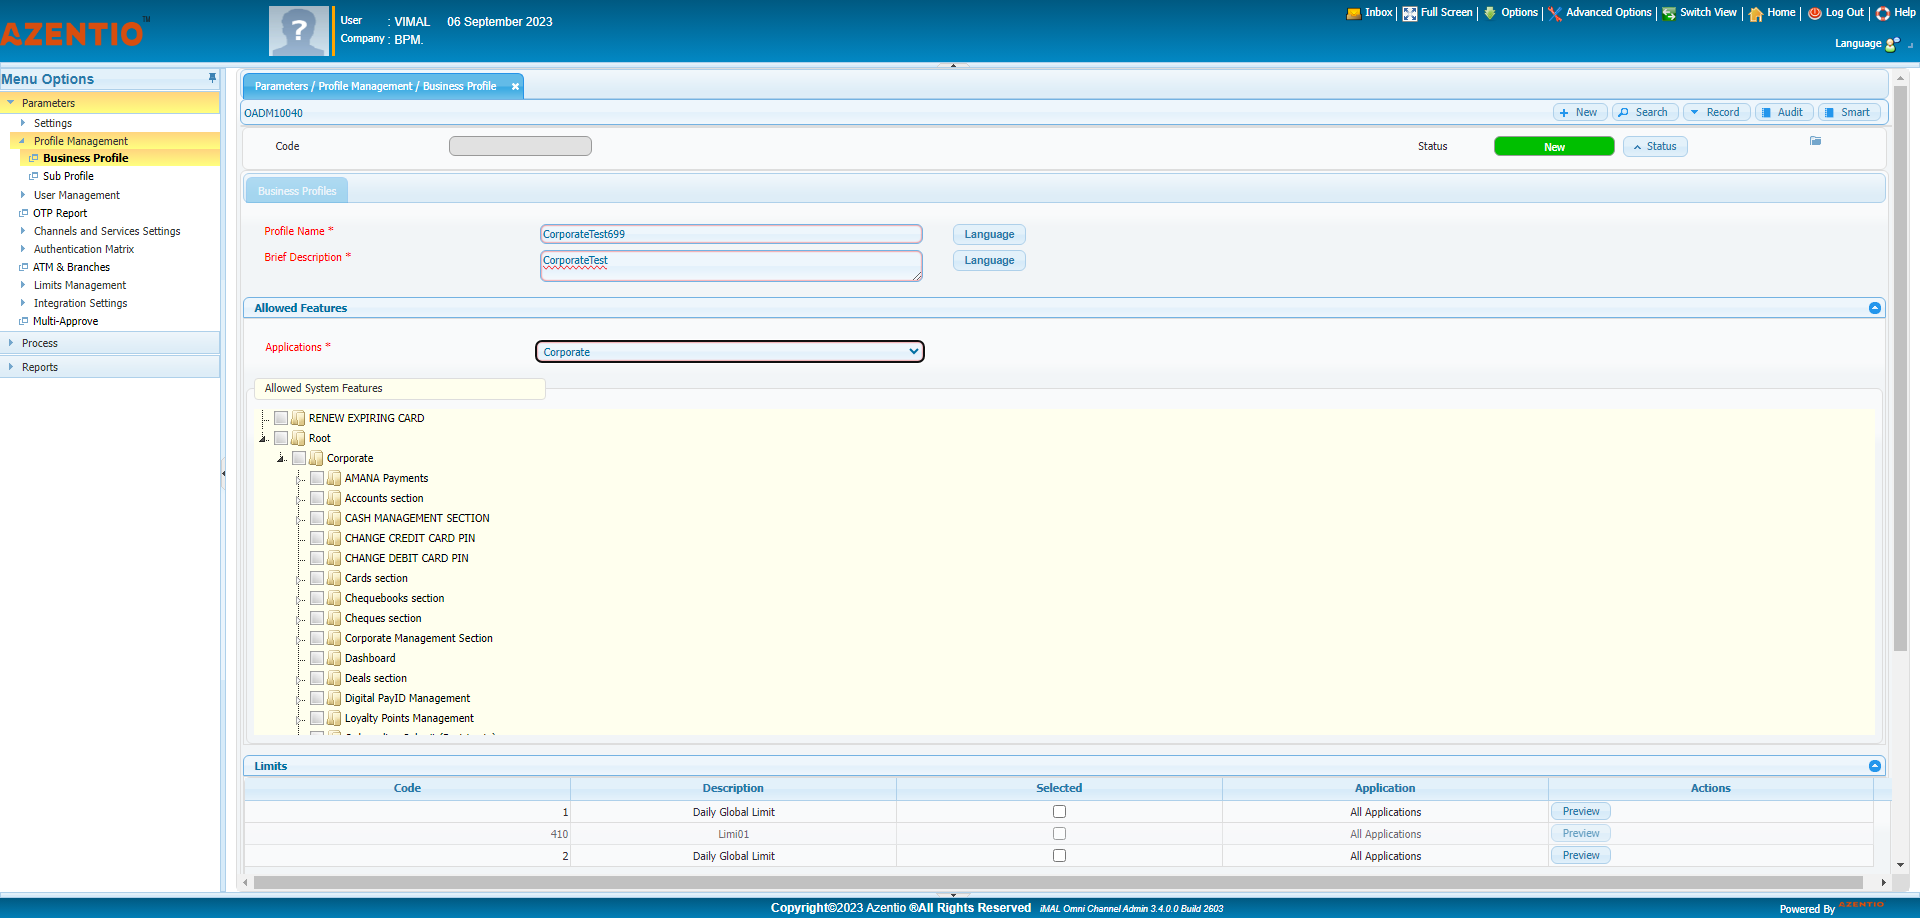 AZENTIO™
User : VIMAL 06 September 2023
Company : BPM.
Inbox Full Screen Options Advanced Options Switch View Home Log Out Help
Language
Menu Options
Parameters
Settings
Profile Management
Business Profile
Sub Profile
User Management
OTP Report
Channels and Services Settings
Authentication Matrix
ATM & Branches
Limits Management
Integration Settings
Multi-Approve
Process
Reports
Parameters / Profile Management / Business Profile
OADM10040
New Search Record Audit Smart
Code
Status New Status
Business Profiles
Profile Name * CorporateTest699 Language
Brief Description * CorporateTest Language
Allowed Features
Applications * Corporate
Allowed System Features
RENEW EXPIRING CARD
Root
Corporate
AMANA Payments
Accounts section
CASH MANAGEMENT SECTION
CHANGE CREDIT CARD PIN
CHANGE DEBIT CARD PIN
Cards section
Chequebooks section
Cheques section
Corporate Management Section
Dashboard
Deals section
Digital PayID Management
Loyalty Points Management
Limits
Code Description Selected Application Actions
1 Daily Global Limit All Applications Preview
410 Limi01 All Applications Preview
2 Daily Global Limit All Applications Preview
Copyright©2023 Azentio ®All Rights Reserved iMAL Omni Channel Admin 3.4.0.0 Build 2603
Powered By AZENTIO